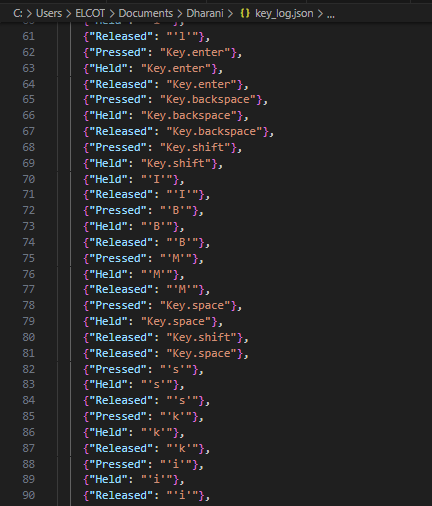 C: > Users > ELCOT > Documents > Dharani > {} key_log.json > ...
61 {"Released": "'l'"},
62 {"Pressed": "Key.enter"},
63 {"Held": "Key.enter"},
64 {"Released": "Key.enter"},
65 {"Pressed": "Key.backspace"},
66 {"Held": "Key.backspace"},
67 {"Released": "Key.backspace"},
68 {"Pressed": "Key.shift"},
69 {"Held": "Key.shift"},
70 {"Held": "'I'"},
71 {"Released": "'I'"},
72 {"Pressed": "'B'"},
73 {"Held": "'B'"},
74 {"Released": "'B'"},
75 {"Pressed": "'M'"},
76 {"Held": "'M'"},
77 {"Released": "'M'"},
78 {"Pressed": "Key.space"},
79 {"Held": "Key.space"},
80 {"Released": "Key.shift"},
81 {"Released": "Key.space"},
82 {"Pressed": "'s'"},
83 {"Held": "'s'"},
84 {"Released": "'s'"},
85 {"Pressed": "'k'"},
86 {"Held": "'k'"},
87 {"Released": "'k'"},
88 {"Pressed": "'i'"},
89 {"Held": "'i'"},
90 {"Released": "'i'"},